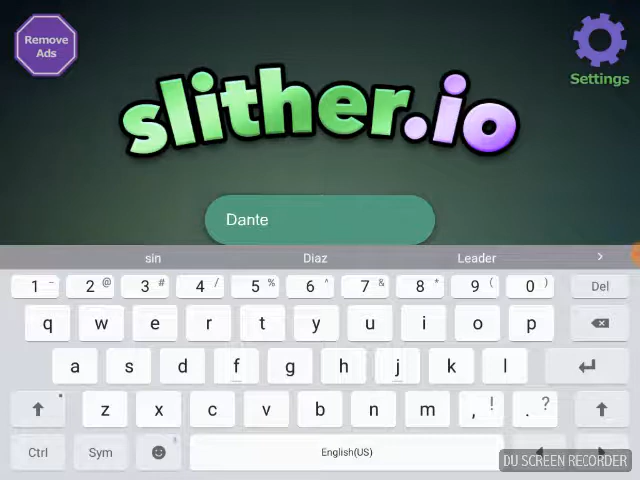 Remove
Ads
Settings
slither.io
Dante
sin Diaz Leader >
1 - 2 @ 3 # 4 / 5 % 6 ^ 7 & 8 * 9 ( 0 ) Del
q w e r t y u i o p
a s d f g h j k l
z x c v b n m , ! . ?
Ctrl Sym English(US)
DU SCREEN RECORDER